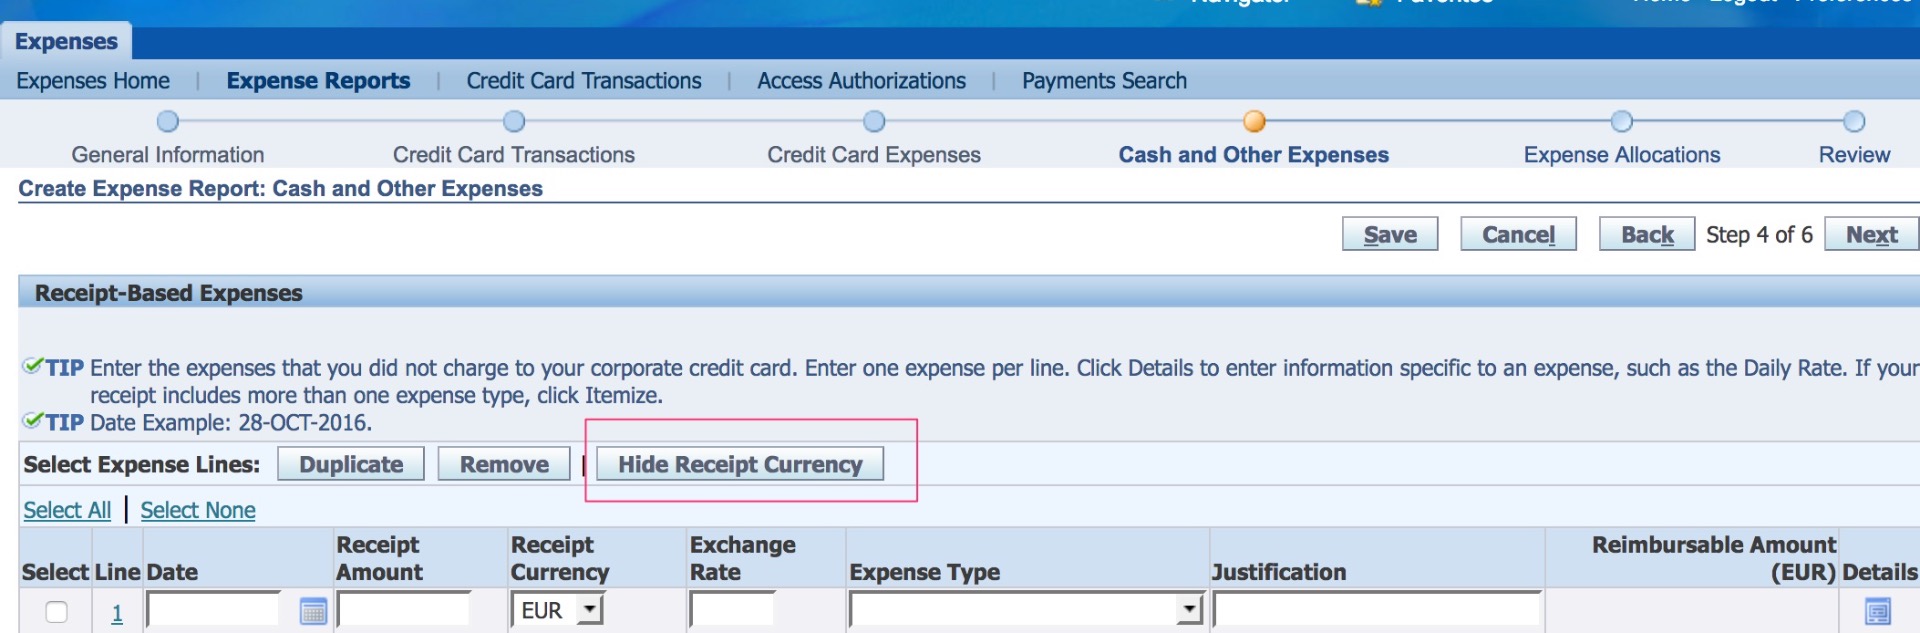 Navigator Favorites Home Logout Preferences
Expenses
Expenses Home | Expense Reports | Credit Card Transactions | Access Authorizations | Payments Search
General Information Credit Card Transactions Credit Card Expenses Cash and Other Expenses Expense Allocations Review
Create Expense Report: Cash and Other Expenses
Save Cancel Back Step 4 of 6 Next
Receipt-Based Expenses
TIP Enter the expenses that you did not charge to your corporate credit card. Enter one expense per line. Click Details to enter information specific to an expense, such as the Daily Rate. If your
receipt includes more than one expense type, click Itemize.
TIP Date Example: 28-OCT-2016.
Select Expense Lines: Duplicate Remove | Hide Receipt Currency
Select All | Select None
Receipt Receipt Exchange Reimbursable Amount
Select Line Date Amount Currency Rate Expense Type Justification (EUR) Details
1 EUR